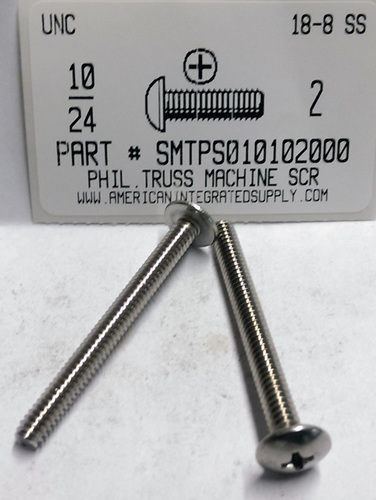 UNC 18-8 SS
10
24
2
PART # SMTPS010102000
PHIL.TRUSS MACHINE SCR
WWW.AMERICANINTEGRATEDSUPPLY.COM